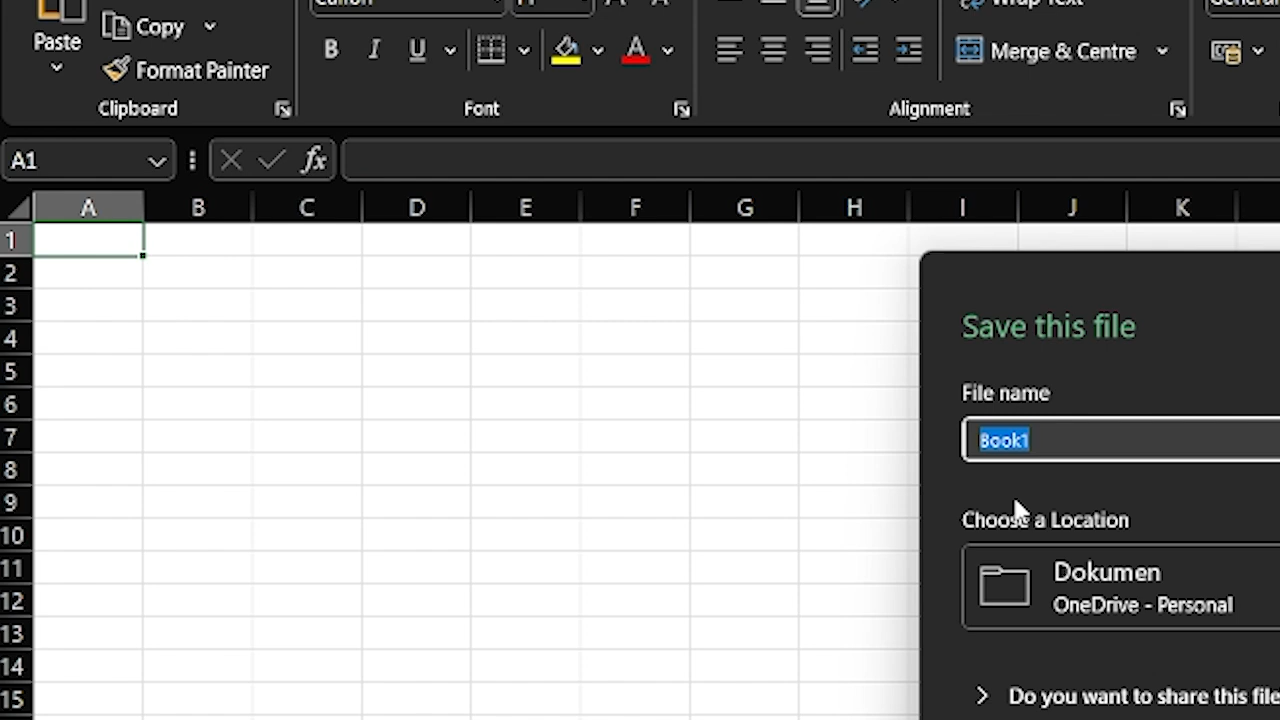 Wrap Text
Paste
Copy
Format Painter
B I U
A
Merge & Centre
Clipboard
Font
Alignment
A1
fx
A B C D E F G H I J K
1
2
3
4
5
6
7
8
9
10
11
12
13
14
15
Save this file
File name
Book1
Choose a Location
Dokumen
OneDrive - Personal
Do you want to share this file